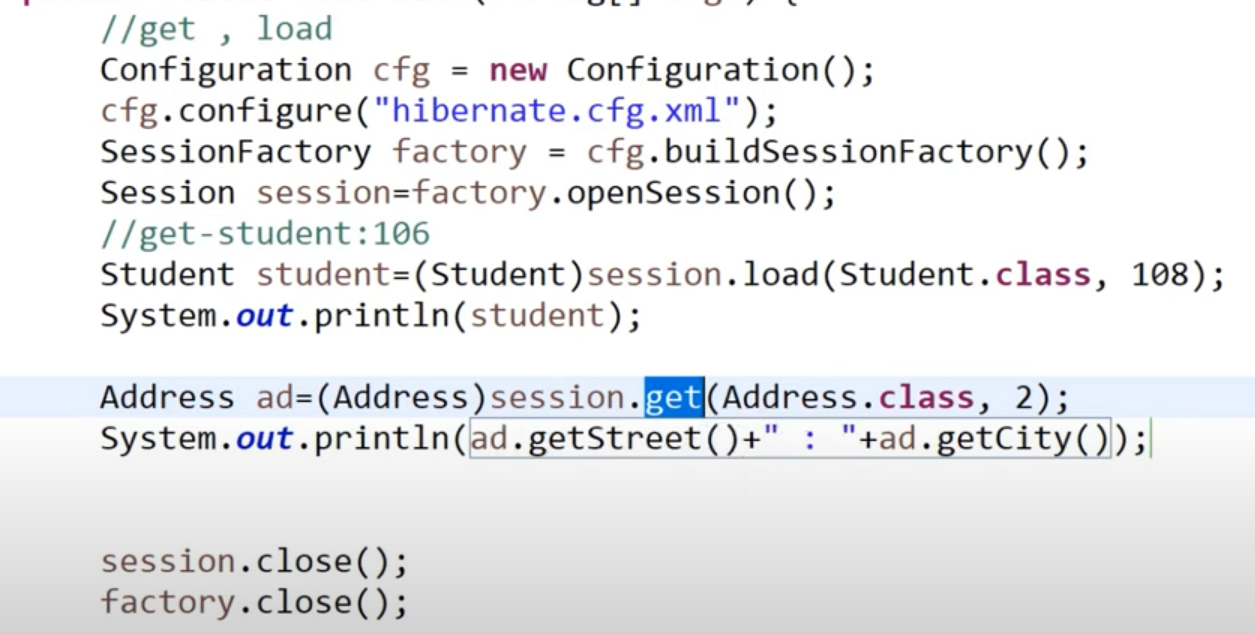 //get , load
Configuration cfg = new Configuration();
cfg.configure("hibernate.cfg.xml");
SessionFactory factory = cfg.buildSessionFactory();
Session session=factory.openSession();
//get-student:106
Student student=(Student)session.load(Student.class, 108);
System.out.println(student);
Address ad=(Address)session.get(Address.class, 2);
System.out.println(ad.getStreet()+" : "+ad.getCity());
session.close();
factory.close();